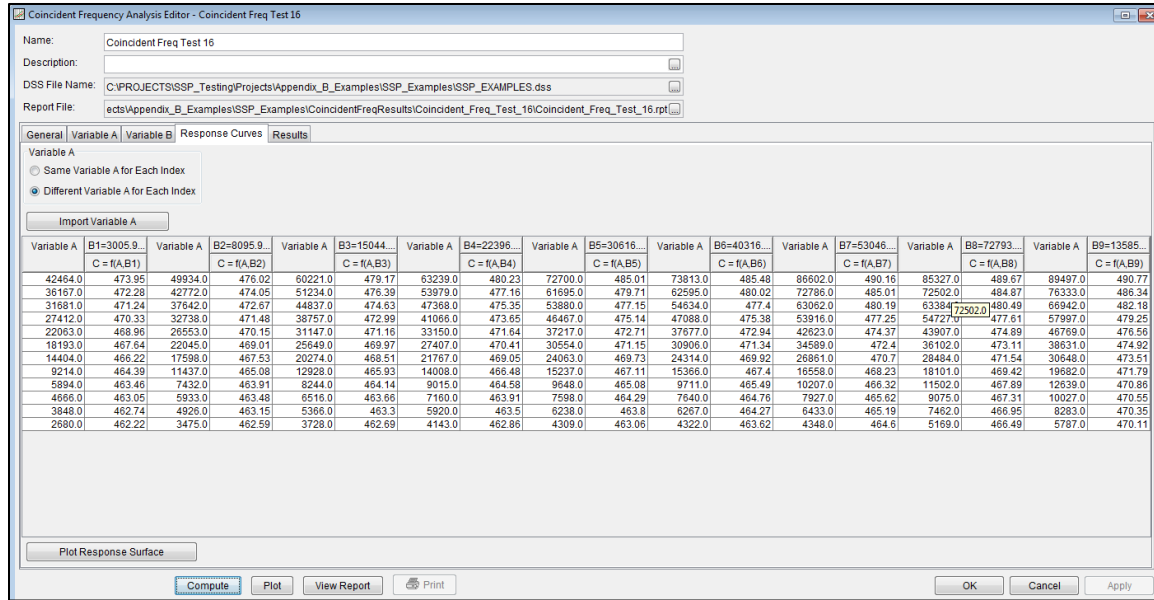 Coincident Frequency Analysis Editor - Coincident Freq Test 16
Name: Coincident Freq Test 16
Description: ...
DSS File Name: C:\PROJECTS\SSP_Testing\Projects\Appendix_B_Examples\SSP_Examples\SSP_EXAMPLES.dss ...
Report File: ects\Appendix_B_Examples\SSP_Examples\CoincidentFreqResults\Coincident_Freq_Test_16\Coincident_Freq_Test_16.rpt ...
General Variable A Variable B Response Curves Results
Variable A
Same Variable A for Each Index
Different Variable A for Each Index
Import Variable A
Variable A B1=3005.9... Variable A B2=8095.9... Variable A B3=15044.... Variable A B4=22396.... Variable A B5=30616.... Variable A B6=40316.... Variable A B7=53046.... Variable A B8=72793.... Variable A B9=13585...
C = f(A,B1) C = f(A,B2) C = f(A,B3) C = f(A,B4) C = f(A,B5) C = f(A,B6) C = f(A,B7) C = f(A,B8) C = f(A,B9)
42464.0 473.95 49934.0 476.02 60221.0 479.17 63239.0 480.23 72700.0 485.01 73813.0 485.48 86602.0 490.16 85327.0 489.67 89497.0 490.77
36167.0 472.28 42772.0 474.05 51234.0 476.39 53979.0 477.16 61695.0 479.71 62595.0 480.02 72786.0 485.01 72502.0 484.87 76333.0 486.34
31681.0 471.24 37642.0 472.67 44837.0 474.63 47368.0 475.35 53880.0 477.15 54634.0 477.4 63062.0 480.19 63384 72502.0 480.49 66942.0 482.18
27412.0 470.33 32738.0 471.48 38757.0 472.99 41066.0 473.65 46467.0 475.14 47088.0 475.38 53916.0 477.25 54727.0 477.61 57997.0 479.25
22063.0 468.96 26553.0 470.15 31147.0 471.16 33150.0 471.64 37217.0 472.71 37677.0 472.94 42623.0 474.37 43907.0 474.89 46769.0 476.56
18193.0 467.64 22045.0 469.01 25649.0 469.97 27407.0 470.41 30554.0 471.15 30906.0 471.34 34589.0 472.4 36102.0 473.11 38631.0 474.92
14404.0 466.22 17598.0 467.53 20274.0 468.51 21767.0 469.05 24063.0 469.73 24314.0 469.92 26861.0 470.7 28484.0 471.54 30648.0 473.51
9214.0 464.39 11437.0 465.08 12928.0 465.93 14008.0 466.48 15237.0 467.11 15366.0 467.4 16558.0 468.23 18101.0 469.42 19682.0 471.79
5894.0 463.46 7432.0 463.91 8244.0 464.14 9015.0 464.58 9648.0 465.08 9711.0 465.49 10207.0 466.32 11502.0 467.89 12639.0 470.86
4666.0 463.05 5933.0 463.48 6516.0 463.66 7160.0 463.91 7598.0 464.29 7640.0 464.76 7927.0 465.62 9075.0 467.31 10027.0 470.55
3848.0 462.74 4926.0 463.15 5366.0 463.3 5920.0 463.5 6238.0 463.8 6267.0 464.27 6433.0 465.19 7462.0 466.95 8283.0 470.35
2680.0 462.22 3475.0 462.59 3728.0 462.69 4143.0 462.86 4309.0 463.06 4322.0 463.62 4348.0 464.6 5169.0 466.49 5787.0 470.11
Plot Response Surface
Compute Plot View Report Print OK Cancel Apply